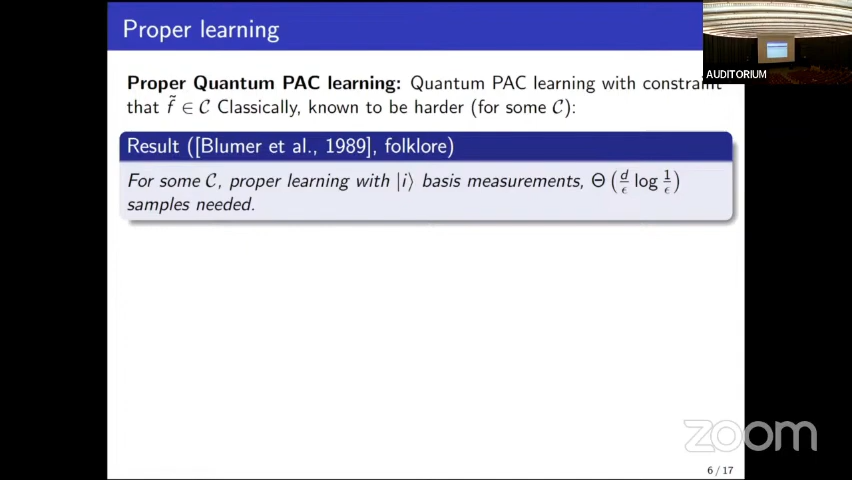 Proper learning
AUDITORIUM
Proper Quantum PAC learning: Quantum PAC learning with constraint
that f̃ ∈ C Classically, known to be harder (for some C):
Result ([Blumer et al., 1989], folklore)
For some C, proper learning with |i⟩ basis measurements, Θ (d/ϵ log 1/ϵ)
samples needed.
zoom
6 / 17